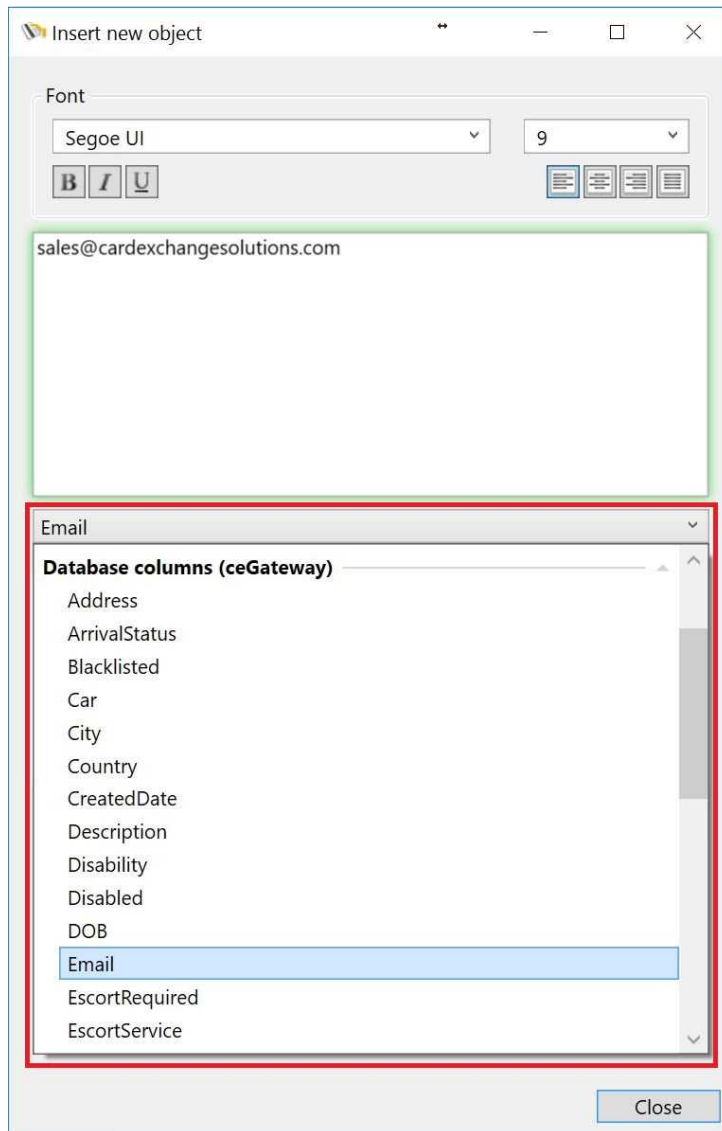 Insert new object
Font
Segoe UI 9
B I U
sales@cardexchangesolutions.com
Email
Database columns (ceGateway)
Address
ArrivalStatus
Blacklisted
Car
City
Country
CreatedDate
Description
Disability
Disabled
DOB
Email
EscortRequired
EscortService
Close